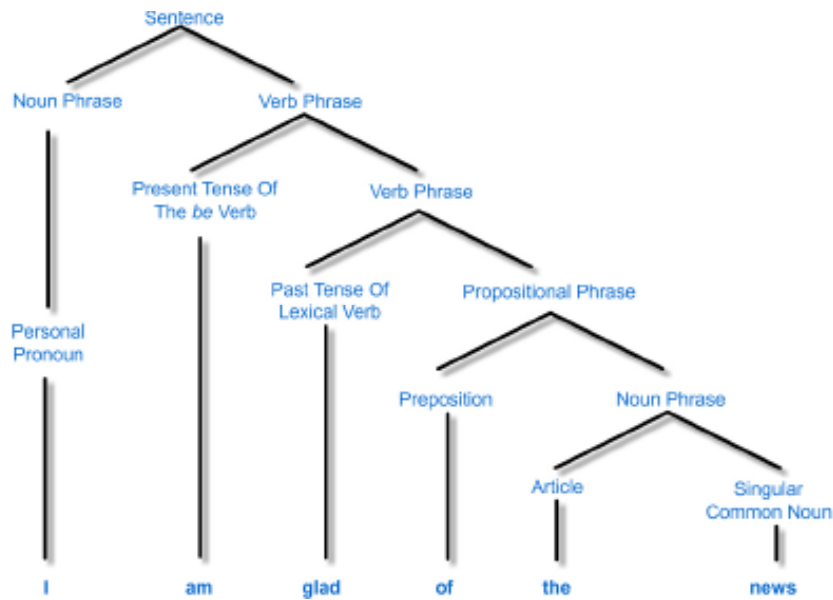 Sentence
Noun Phrase
Verb Phrase
Present Tense Of
The be Verb
Verb Phrase
Past Tense Of
Lexical Verb
Propositional Phrase
Personal
Pronoun
Preposition
Noun Phrase
Article
Singular
Common Noun
I am glad of the news